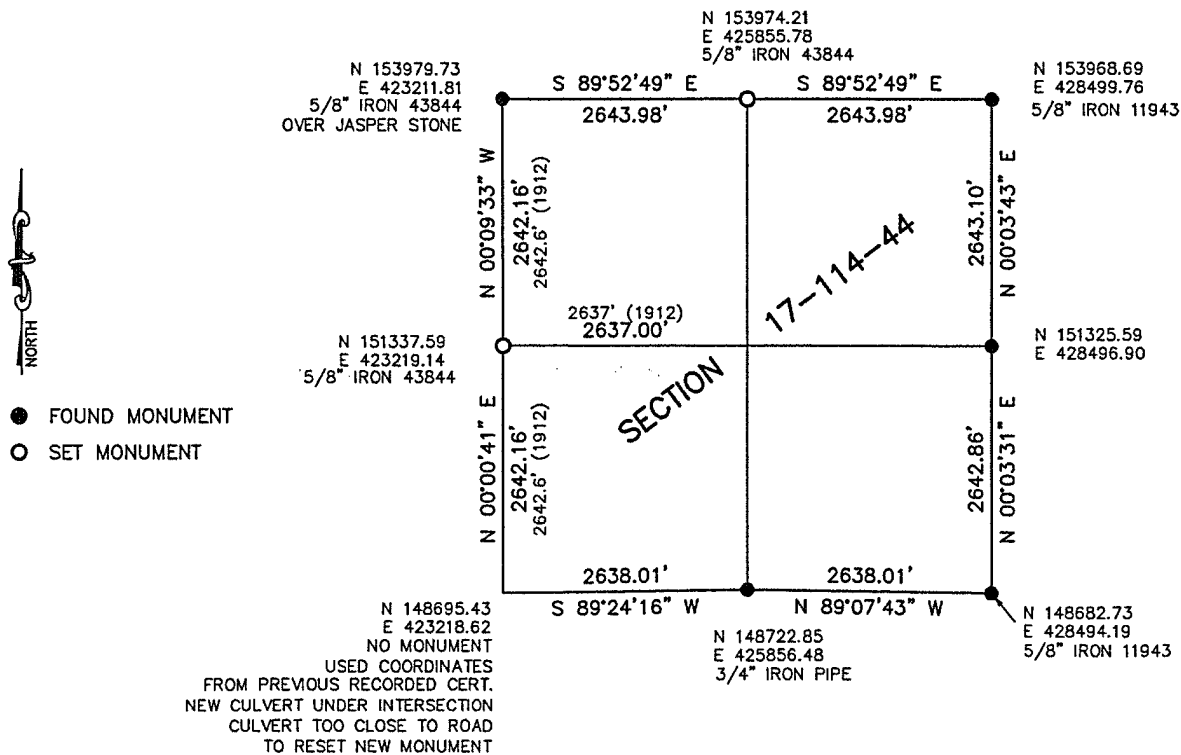 N 153974.21
E 425855.78
5/8" IRON 43844
N 153979.73
E 423211.81
5/8" IRON 43844
OVER JASPER STONE
S 89°52'49" E
2643.98'
S 89°52'49" E
2643.98'
N 153968.69
E 428499.76
5/8" IRON 11943
N 00°09'33" W
2642.16'
2642.6' (1912)
2643.10'
N 00°03'43" E
NORTH
SECTION 17-114-44
2637' (1912)
2637.00'
N 151337.59
E 423219.14
5/8" IRON 43844
N 151325.59
E 428496.90
FOUND MONUMENT
SET MONUMENT
N 00°00'41" E
2642.16'
2642.6' (1912)
2642.86'
N 00°03'31" E
2638.01'
S 89°24'16" W
2638.01'
N 89°07'43" W
N 148695.43
E 423218.62
NO MONUMENT
USED COORDINATES
FROM PREVIOUS RECORDED CERT.
NEW CULVERT UNDER INTERSECTION
CULVERT TOO CLOSE TO ROAD
TO RESET NEW MONUMENT
N 148722.85
E 425856.48
3/4" IRON PIPE
N 148682.73
E 428494.19
5/8" IRON 11943